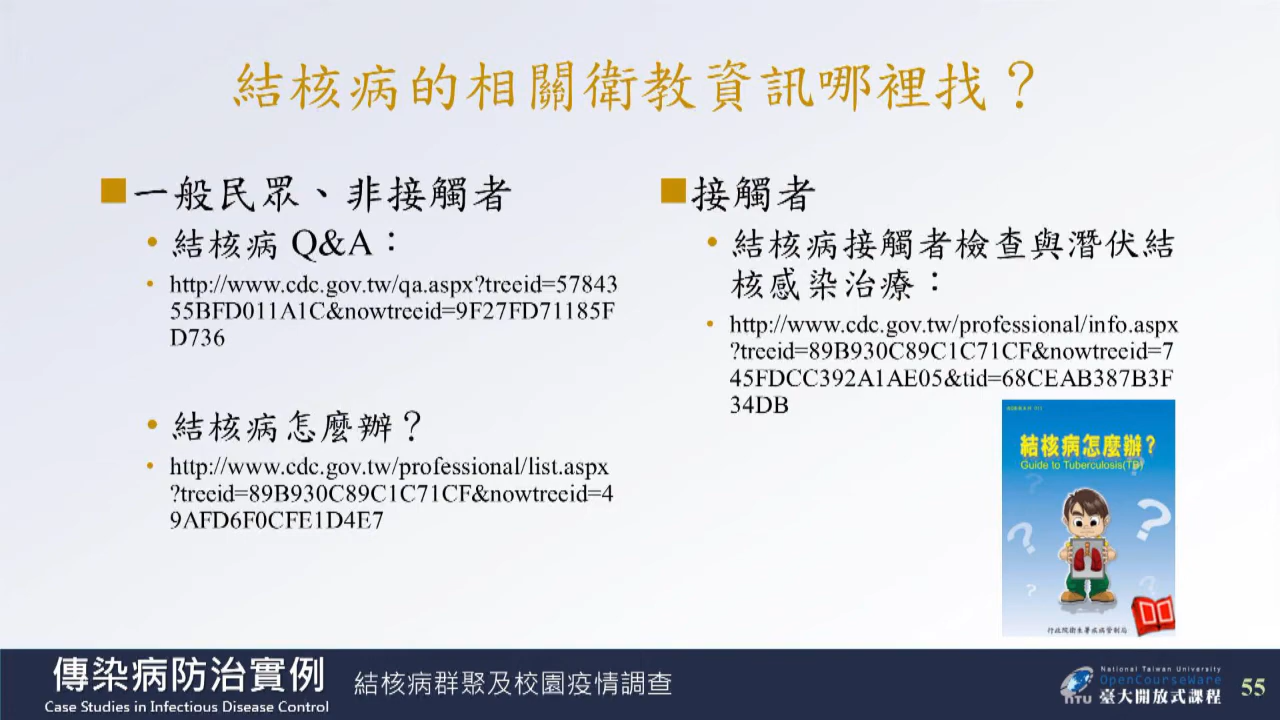 結核病的相關衛教資訊哪裡找？
一般民眾、非接觸者
結核病 Q&A：
http://www.cdc.gov.tw/qa.aspx?treeid=57843
55BFD011A1C&nowtreeid=9F27FD71185F
D736
結核病怎麼辦？
http://www.cdc.gov.tw/professional/list.aspx
?treeid=89B930C89C1C71CF&nowtreeid=4
9AFD6F0CFE1D4E7
接觸者
結核病接觸者檢查與潛伏結
核感染治療：
http://www.cdc.gov.tw/professional/info.aspx
?treeid=89B930C89C1C71CF&nowtreeid=7
45FDCC392A1AE05&tid=68CEAB387B3F
34DB
結核病怎麼辦？
Guide to Tuberculosis(TB)
行政院衛生署疾病管制局
傳染病防治實例
Case Studies in Infectious Disease Control
結核病群聚及校園疫情調查
NTU
National Taiwan University
OpenCourseWare
臺大開放式課程
55